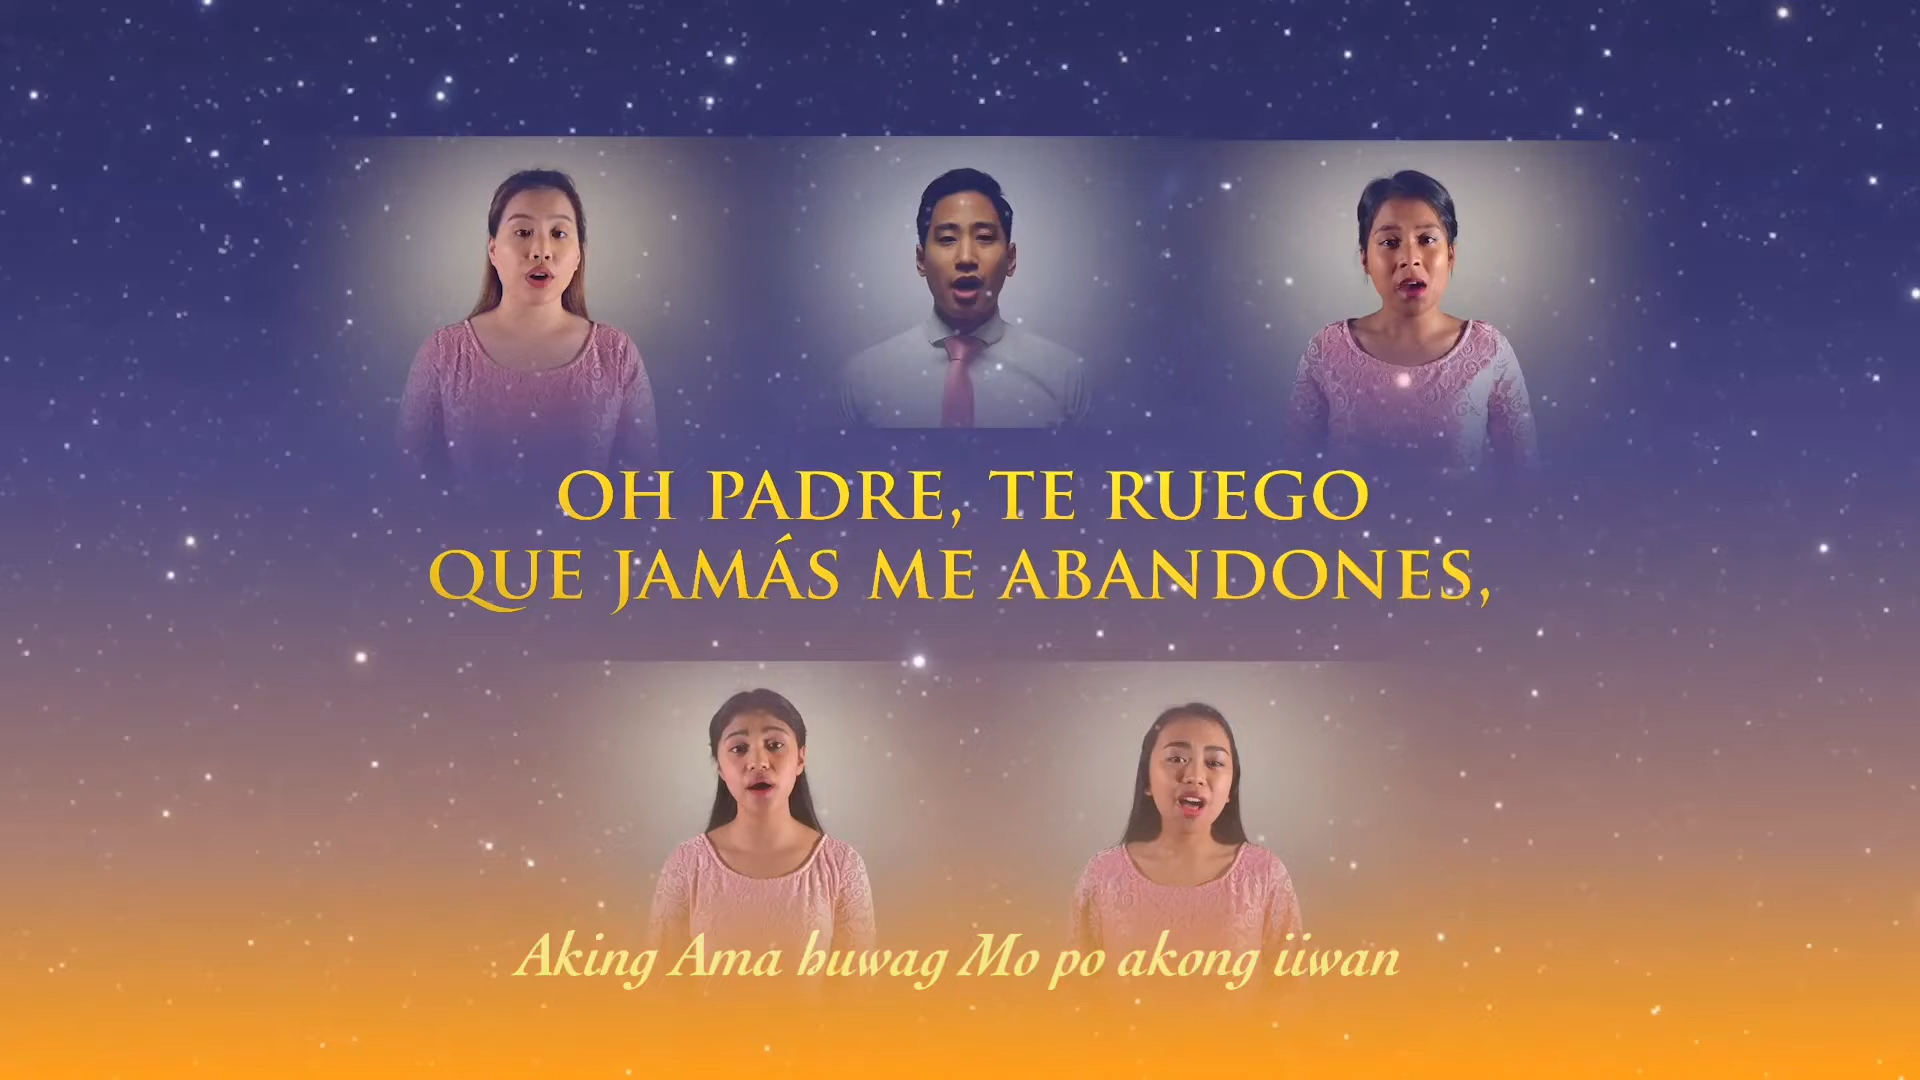 OH PADRE, TE RUEGO
QUE JAMÁS ME ABANDONES,
Aking Ama huwag Mo po akong iiwan